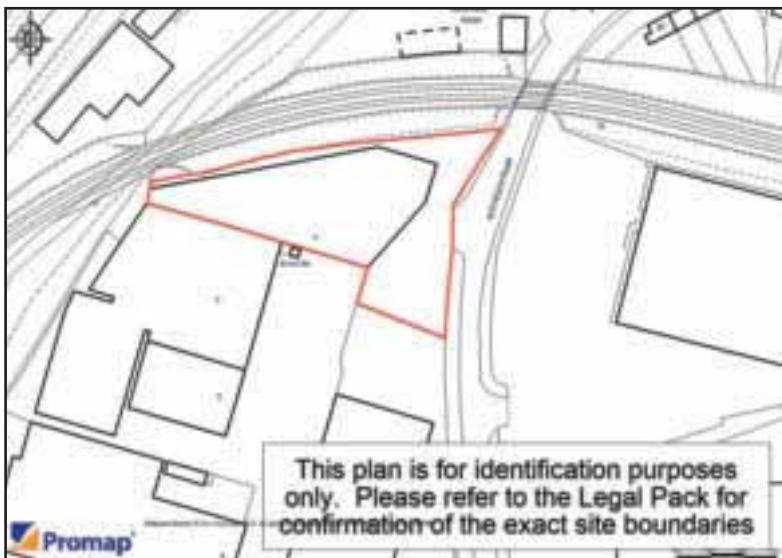 This plan is for identification purposes
only. Please refer to the Legal Pack for
confirmation of the exact site boundaries
Promap